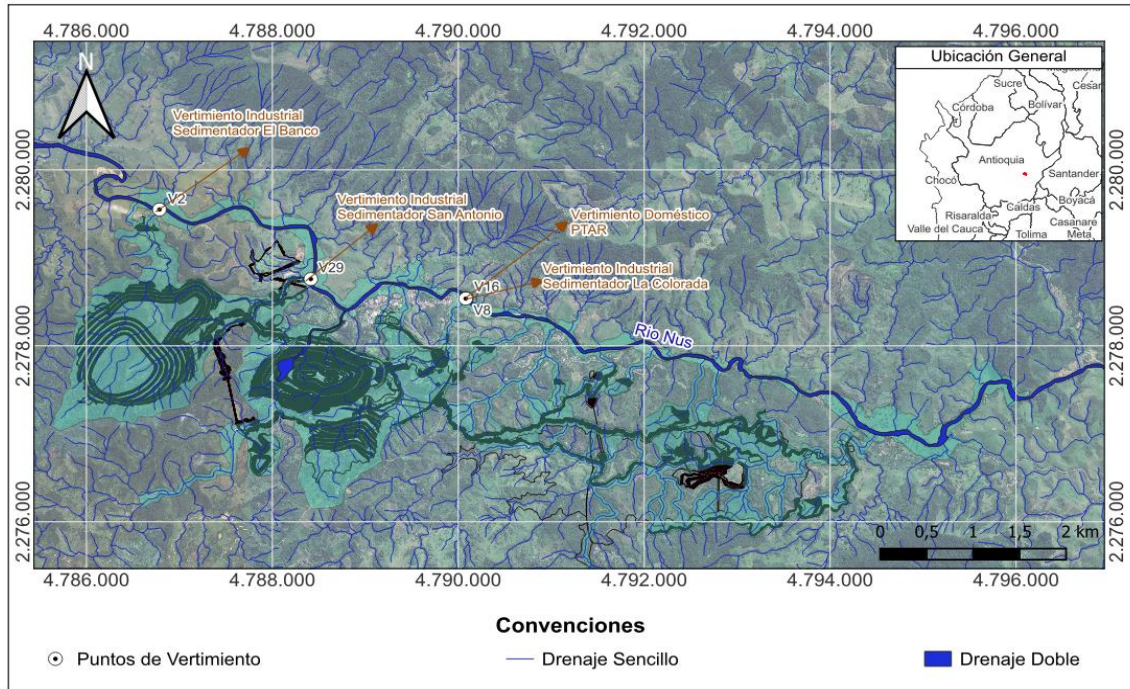 4.786.000 4.788.000 4.790.000 4.792.000 4.794.000 4.796.000
N
Ubicación General
Magdalena
Sucre
Cesar
Bolívar
Córdoba
Antioquia
Santander
Chocó
Boyacá
Caldas
Risaralda
Casanare
Valle del Cauca
Tolima
Meta
2.280.000
2.280.000
Vertimiento Industrial
Sedimentador El Banco
V2
Vertimiento Industrial
Sedimentador San Antonio
V29
Vertimiento Doméstico
PTAR
V16
Vertimiento Industrial
Sedimentador La Colorada
V8
Río Nus
2.278.000
2.278.000
2.276.000
2.276.000
0 0,5 1 2 km
4.786.000 4.788.000 4.790.000 4.792.000 4.794.000 4.796.000
Convenciones
Puntos de Vertimiento
Drenaje Sencillo
Drenaje Doble